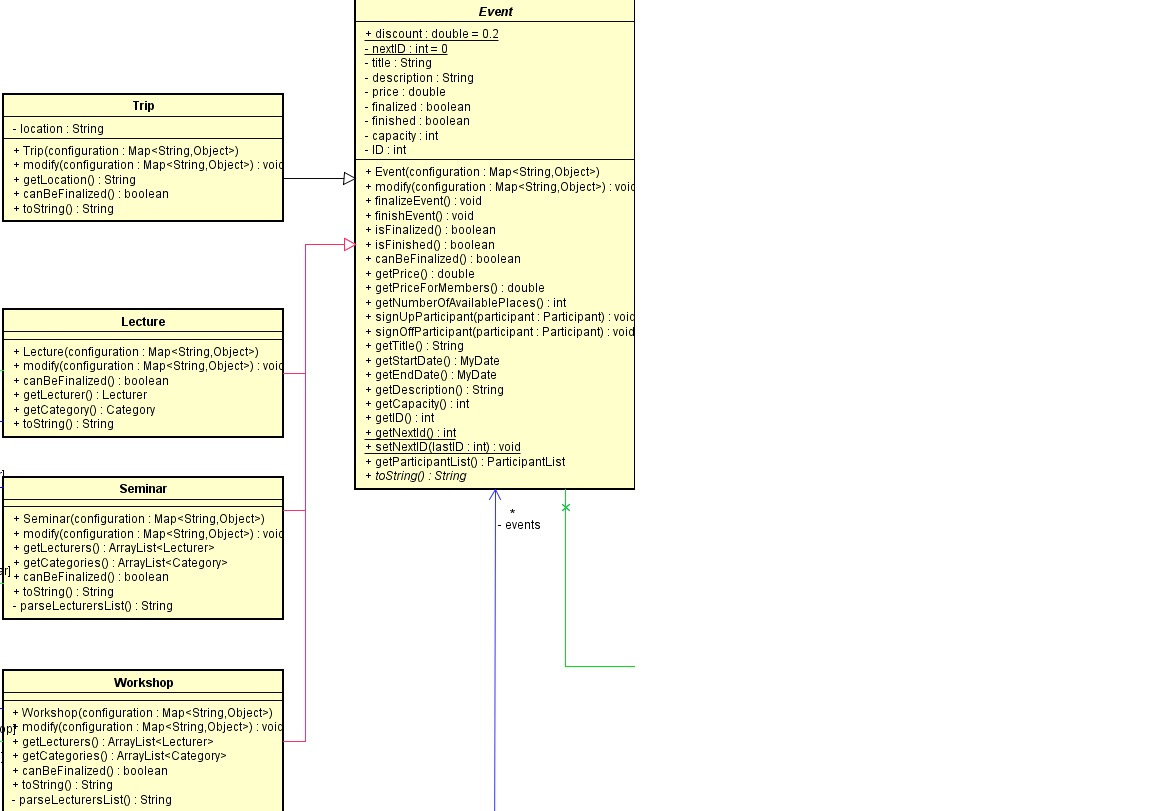 Event
+ discount : double = 0.2
- nextID : int = 0
- title : String
- description : String
- price : double
- finalized : boolean
- finished : boolean
- capacity : int
- ID : int
+ Event(configuration : Map<String,Object>)
+ modify(configuration : Map<String,Object>) : void
+ finalizeEvent() : void
+ finishEvent() : void
+ isFinalized() : boolean
+ isFinished() : boolean
+ canBeFinalized() : boolean
+ getPrice() : double
+ getPriceForMembers() : double
+ getNumberOfAvailablePlaces() : int
+ signUpParticipant(participant : Participant) : void
+ signOffParticipant(participant : Participant) : void
+ getTitle() : String
+ getStartDate() : MyDate
+ getEndDate() : MyDate
+ getDescription() : String
+ getCapacity() : int
+ getID() : int
+ getNextId() : int
+ setNextID(lastID : int) : void
+ getParticipantList() : ParticipantList
+ toString() : String
*
- events
Trip
- location : String
+ Trip(configuration : Map<String,Object>)
+ modify(configuration : Map<String,Object>) : void
+ getLocation() : String
+ canBeFinalized() : boolean
+ toString() : String
Lecture
+ Lecture(configuration : Map<String,Object>)
+ modify(configuration : Map<String,Object>) : void
+ canBeFinalized() : boolean
+ getLecturer() : Lecturer
+ getCategory() : Category
+ toString() : String
Seminar
+ Seminar(configuration : Map<String,Object>)
+ modify(configuration : Map<String,Object>) : void
+ getLecturers() : ArrayList<Lecturer>
+ getCategories() : ArrayList<Category>
+ canBeFinalized() : boolean
+ toString() : String
- parseLecturersList() : String
Workshop
+ Workshop(configuration : Map<String,Object>)
+ modify(configuration : Map<String,Object>) : void
+ getLecturers() : ArrayList<Lecturer>
+ getCategories() : ArrayList<Category>
+ canBeFinalized() : boolean
+ toString() : String
- parseLecturersList() : String